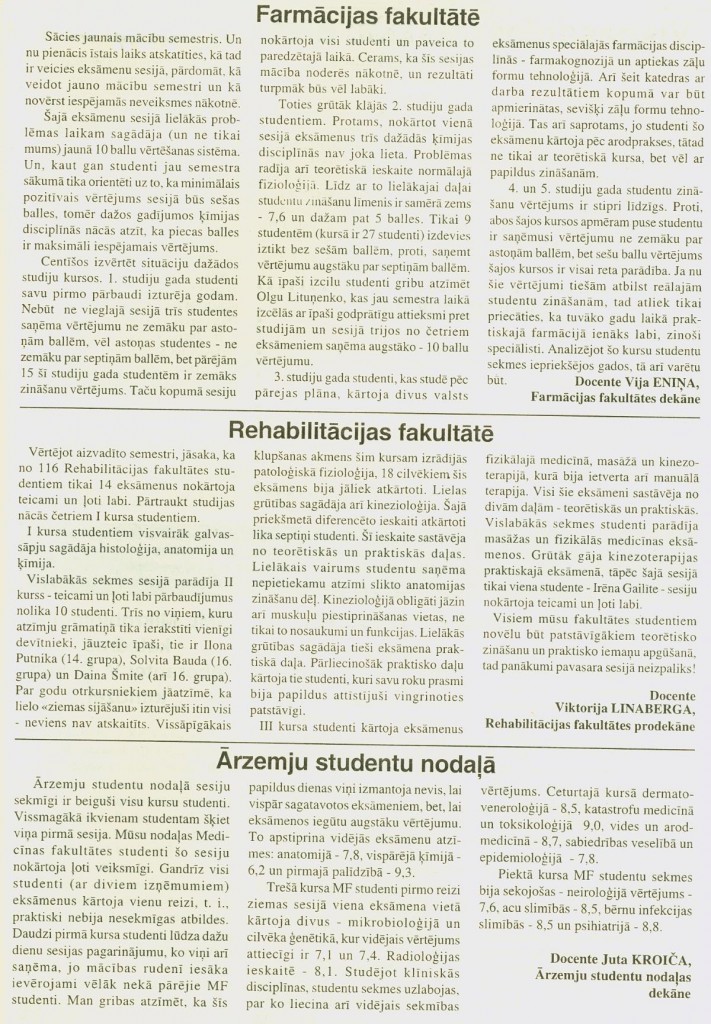 Farmācijas fakultātē
Sācies jaunais mācību semestris. Un
nu pienācis īstais laiks atskatīties, kā tad
ir veicies eksāmenu sesijā, pārdomāt, kā
veidot jauno mācību semestri un kā
novērst iespējamās neveiksmes nākotnē.
Šajā eksāmenu sesijā lielākās prob-
lēmas laikam sagādāja (un ne tikai
mums) jaunā 10 ballu vērtēšanas sistēma.
Un, kaut gan studenti jau semestra
sākumā tika orientēti uz to, ka minimālais
pozitīvais vērtējums sesijā būs sešas
balles, tomēr dažos gadījumos ķīmijas
disciplīnās nācās atzīt, ka piecas balles
ir maksimāli iespējamais vērtējums.
Centīšos izvērtēt situāciju dažādos
studiju kursos. 1. studiju gada studenti
savu pirmo pārbaudi izturēja godam.
Nebūt ne vieglajā sesijā trīs studentes
saņēma vērtējumu ne zemāku par asto-
ņām ballēm, vēl astoņas studentes - ne
zemāku par septiņām ballēm, bet pārējām
15 šī studiju gada studentēm ir zemāks
zināšanu vērtējums. Taču kopumā sesiju
nokārtoja visi studenti un paveica to
paredzētajā laikā. Cerams, ka šīs sesijas
mācība noderēs nākotnē, un rezultāti
turpmāk būs vēl labāki.
Toties grūtāk klājās 2. studiju gada
studentiem. Protams, nokārtot vienā
sesijā eksāmenus trīs dažādās ķīmijas
disciplīnās nav joka lieta. Problēmas
radīja arī teorētiskā ieskaite normālajā
fizioloģijā. Līdz ar to lielākajai daļai
studentu zināšanu līmenis ir samērā zems
- 7,6 un dažam pat 5 balles. Tikai 9
studentēm (kursā ir 27 studenti) izdevies
iztikt bez sešām ballēm, proti, saņemt
vērtējumu augstāku par septiņām ballēm.
Kā īpaši izcilu studenti gribu atzīmēt
Olgu Lituņenko, kas jau semestra laikā
izcēlās ar īpaši godprātīgu attieksmi pret
studijām un sesijā trijos no četriem
eksāmeniem saņēma augstāko - 10 ballu
vērtējumu.
3. studiju gada studenti, kas studē pēc
pārejas plāna, kārtoja divus valsts
eksāmenus speciālajās farmācijas discip-
līnās - farmakognozijā un aptiekas zāļu
formu tehnoloģijā. Arī šeit katedras ar
darba rezultātiem kopumā var būt
apmierinātas, sevišķi zāļu formu tehno-
loģijā. Tas arī saprotams, jo studenti šo
eksāmenu kārtoja pēc arodprakses, tātad
ne tikai ar teorētiskā kursa, bet vēl ar
papildus zināšanām.
4. un 5. studiju gada studentu zinā-
šanu vērtējums ir stipri līdzīgs. Proti,
abos šajos kursos apmēram puse studentu
ir saņēmusi vērtējumu ne zemāku par
astoņām ballēm, bet sešu ballu vērtējums
šajos kursos ir visai reta parādība. Ja nu
šie vērtējumi tiešām atbilst reālajām
studentu zināšanām, tad atliek tikai
priecāties, ka tuvāko gadu laikā prak-
tiskajā farmācijā ienāks labi, zinoši
speciālisti. Analizējot šo kursu studentu
sekmes iepriekšējos gados, tā arī varētu
būt. Docente Vija ENIŅA,
Farmācijas fakultātes dekāne
Rehabilitācijas fakultātē
Vērtējot aizvadīto semestri, jāsaka, ka
no 116 Rehabilitācijas fakultātes stu-
dentiem tikai 14 eksāmenus nokārtoja
teicami un ļoti labi. Pārtraukt studijas
nācās četriem I kursa studentiem.
I kursa studentiem visvairāk galvas-
sāpju sagādāja histoloģija, anatomija un
ķīmija.
Vislabākās sekmes sesijā parādīja II
kurss - teicami un ļoti labi pārbaudījumus
nolika 10 studenti. Trīs no viņiem, kuru
atzīmju grāmatiņā tika ierakstīti vienīgi
devītnieki, jāuzteic īpaši, tie ir Ilona
Putnika (14. grupa), Solvita Bauda (16.
grupa) un Daina Šmite (arī 16. grupa).
Par godu otrkursniekiem jāatzīmē, ka
lielo «ziemas sijāšanu» izturējuši itin visi
- neviens nav atskaitīts. Vissāpīgākais
klupšanas akmens šim kursam izrādījās
patoloģiskā fizioloģija, 18 cilvēkiem šis
eksāmens bija jāliek atkārtoti. Lielas
grūtības sagādāja arī kinezioloģija. Šajā
priekšmetā diferencēto ieskaiti atkārtoti
lika septiņi studenti. Šī ieskaite sastāvēja
no teorētiskās un praktiskās daļas.
Lielākais vairums studentu saņēma
nepietiekamu atzīmi slikto anatomijas
zināšanu dēļ. Kinezioloģijā obligāti jāzin
arī muskuļu piestiprināšanas vietas, ne
tikai to nosaukumi un funkcijas. Lielākās
grūtības sagādāja tieši eksāmena prak-
tiskā daļa. Pārliecinošāk praktisko daļu
kārtoja tie studenti, kuri savu roku prasmi
bija papildus attīstījuši vingrinoties
patstāvīgi.
III kursa studenti kārtoja eksāmenus
fizikālajā medicīnā, masāžā un kinezo-
terapijā, kurā bija ietverta arī manuālā
terapija. Visi šie eksāmeni sastāvēja no
divām daļām - teorētiskās un praktiskās.
Vislabākās sekmes studenti parādīja
masāžas un fizikālās medicīnas eksā-
menos. Grūtāk gāja kinezoterapijas
praktiskajā eksāmenā, tāpēc šajā sesijā
tikai viena studente - Irēna Gailīte - sesiju
nokārtoja teicami un ļoti labi.
Visiem mūsu fakultātes studentiem
novēlu būt patstāvīgākiem teorētisko
zināšanu un praktisko iemaņu apgūšanā,
tad panākumi pavasara sesijā neizpaliks!
Docente
Viktorija LINABERGA,
Rehabilitācijas fakultātes prodekāne
Ārzemju studentu nodaļā
Ārzemju studentu nodaļā sesiju
sekmīgi ir beiguši visu kursu studenti.
Vissmagākā ikvienam studentam šķiet
viņa pirmā sesija. Mūsu nodaļas Medi-
cīnas fakultātes studenti šo sesiju
nokārtoja ļoti veiksmīgi. Gandrīz visi
studenti (ar diviem izņēmumiem)
eksāmenus kārtoja vienu reizi, t. i.,
praktiski nebija nesekmīgas atbildes.
Daudzi pirmā kursa studenti lūdza dažu
dienu sesijas pagarinājumu, ko viņi arī
saņēma, jo mācības rudenī iesāka
ievērojami vēlāk nekā pārējie MF
studenti. Man gribas atzīmēt, ka šīs
papildus dienas viņi izmantoja nevis, lai
vispār sagatavotos eksāmeniem, bet, lai
eksāmenos iegūtu augstāku vērtējumu.
To apstiprina vidējās eksāmenu atzī-
mes: anatomijā - 7,8, vispārējā ķīmijā -
6,2 un pirmajā palīdzībā - 9,3.
Trešā kursa MF studenti pirmo reizi
ziemas sesijā viena eksāmena vietā
kārtoja divus - mikrobioloģijā un
cilvēka ģenētikā, kur vidējais vērtējums
attiecīgi ir 7,1 un 7,4. Radioloģijas
ieskaitē - 8,1. Studējot klīniskās
disciplīnas, studentu sekmes uzlabojas,
par ko liecina arī vidējais sekmības
vērtējums. Ceturtajā kursā dermato-
veneroloģijā - 8,5, katastrofu medicīnā
un toksikoloģijā 9,0, vides un arod-
medicīnā - 8,7, sabiedrības veselībā un
epidemioloģijā - 7,8.
Piektā kursa MF studentu sekmes
bija sekojošas - neiroloģijā vērtējums -
7,6, acu slimībās - 8,5, bērnu infekcijas
slimībās - 8,5 un psihiatrijā - 8,8.
Docente Juta KROIČA,
Ārzemju studentu nodaļas
dekāne